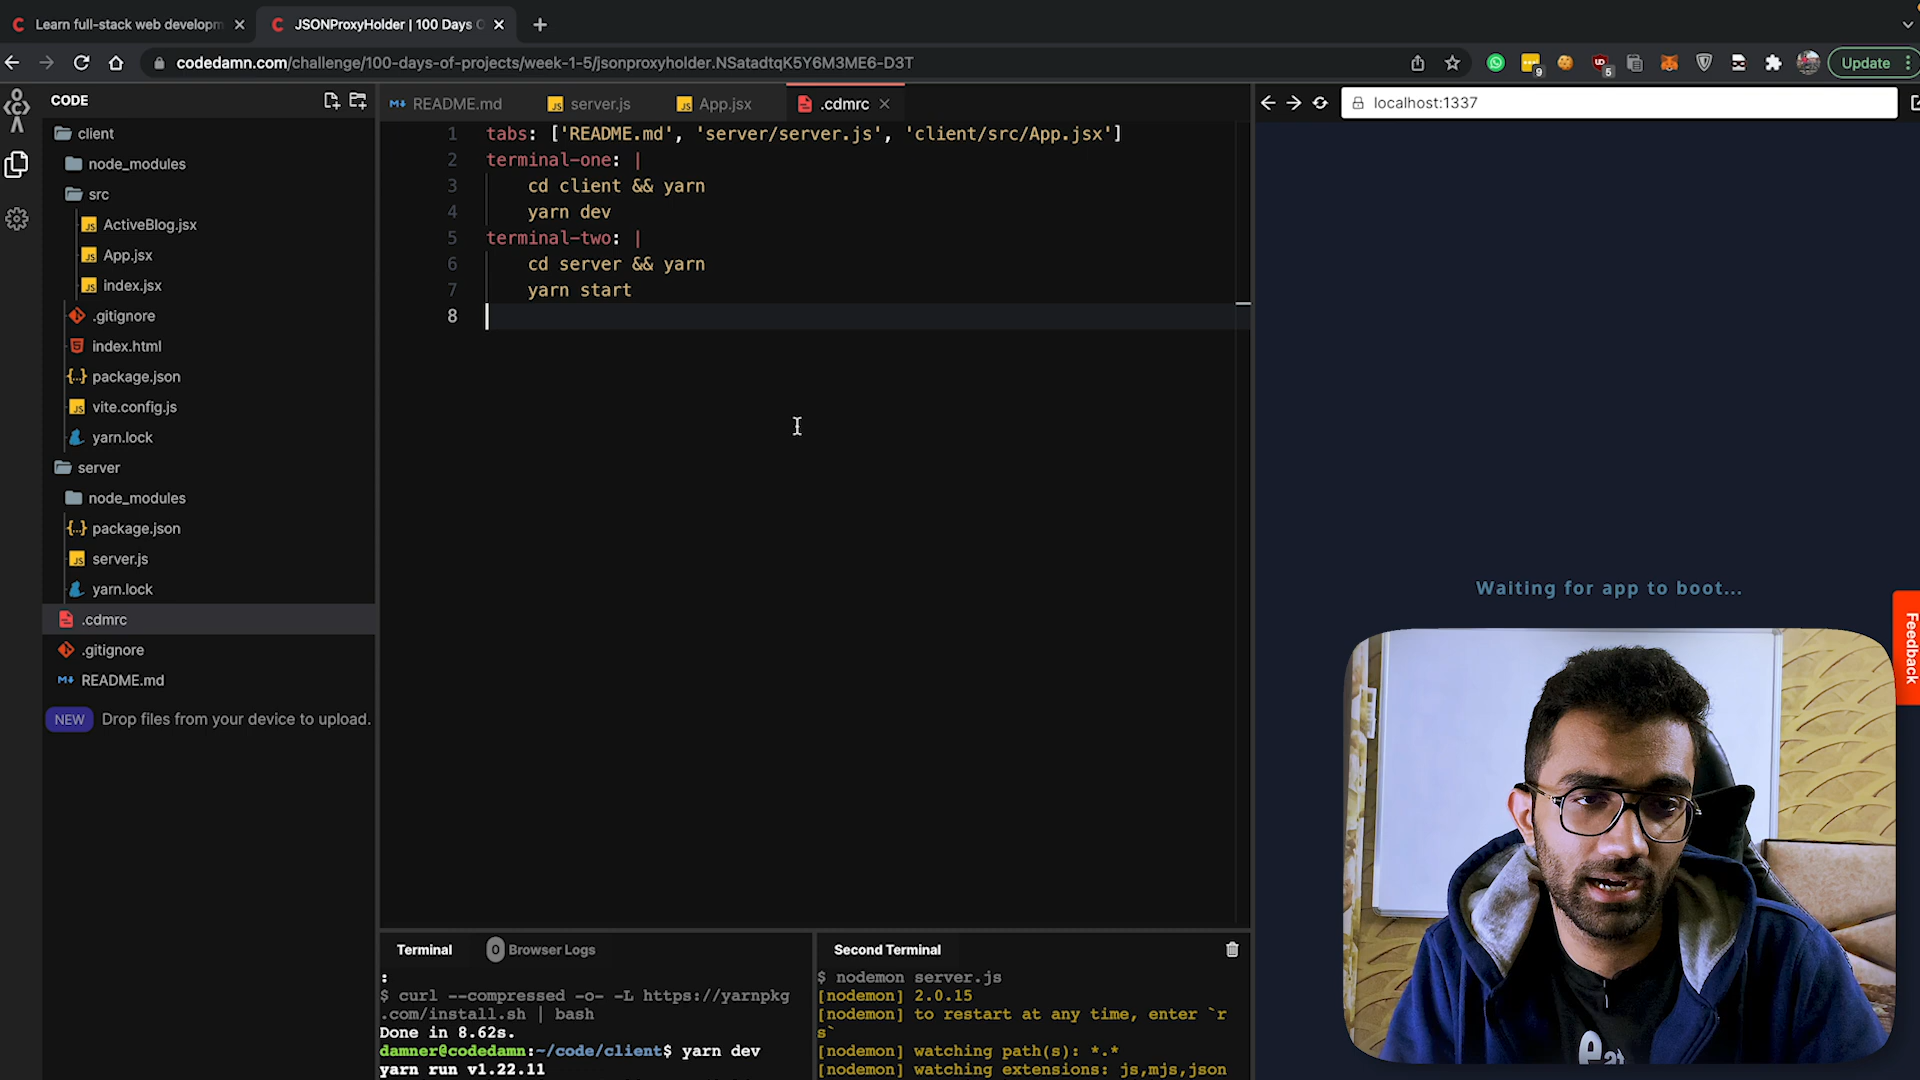 Learn full-stack web developm
JSONProxyHolder | 100 Days O
codedamn.com/challenge/100-days-of-projects/week-1-5/jsonproxyholder.NSatadtqK5Y6M3ME6-D3T
9
5
Update
CODE
client
node_modules
src
ActiveBlog.jsx
App.jsx
index.jsx
.gitignore
index.html
package.json
vite.config.js
yarn.lock
server
node_modules
package.json
server.js
yarn.lock
.cdmrc
.gitignore
README.md
NEW Drop files from your device to upload.
README.md
server.js
App.jsx
.cdmrc
1 tabs: ['README.md', 'server/server.js', 'client/src/App.jsx']
2 terminal-one: |
3 cd client && yarn
4 yarn dev
5 terminal-two: |
6 cd server && yarn
7 yarn start
8
localhost:1337
Waiting for app to boot...
Feedback
Terminal
0 Browser Logs
:
$ curl --compressed -o- -L https://yarnpkg
.com/install.sh | bash
Done in 8.62s.
damner@codedamn:~/code/client$ yarn dev
yarn run v1.22.11
Second Terminal
$ nodemon server.js
[nodemon] 2.0.15
[nodemon] to restart at any time, enter `r
s`
[nodemon] watching path(s): *.*
[nodemon] watching extensions: js,mjs,json
eat